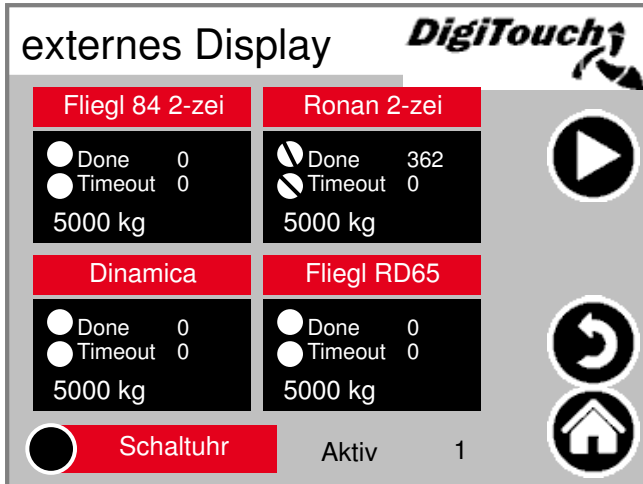 externes Display
DigiTouch
Fliegl 84 2-zei
Done 0
Timeout 0
5000 kg
Ronan 2-zei
Done 362
Timeout 0
5000 kg
Dinamica
Done 0
Timeout 0
5000 kg
Fliegl RD65
Done 0
Timeout 0
5000 kg
Schaltuhr
Aktiv 1